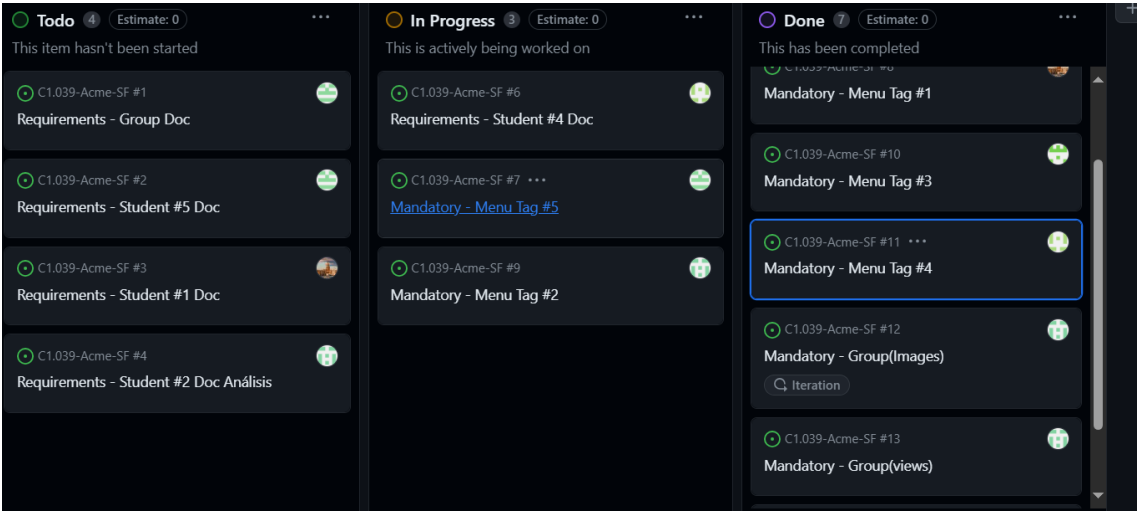 Todo 4 Estimate: 0 ...
This item hasn't been started
C1.039-Acme-SF #1
Requirements - Group Doc
C1.039-Acme-SF #2
Requirements - Student #5 Doc
C1.039-Acme-SF #3
Requirements - Student #1 Doc
C1.039-Acme-SF #4
Requirements - Student #2 Doc Análisis
In Progress 3 Estimate: 0 ...
This is actively being worked on
C1.039-Acme-SF #6
Requirements - Student #4 Doc
C1.039-Acme-SF #7 ...
Mandatory - Menu Tag #5
C1.039-Acme-SF #9
Mandatory - Menu Tag #2
Done 7 Estimate: 0 ...
This has been completed
C1.039-Acme-SF #8
Mandatory - Menu Tag #1
C1.039-Acme-SF #10
Mandatory - Menu Tag #3
C1.039-Acme-SF #11 ...
Mandatory - Menu Tag #4
C1.039-Acme-SF #12
Mandatory - Group(Images)
Iteration
C1.039-Acme-SF #13
Mandatory - Group(views)